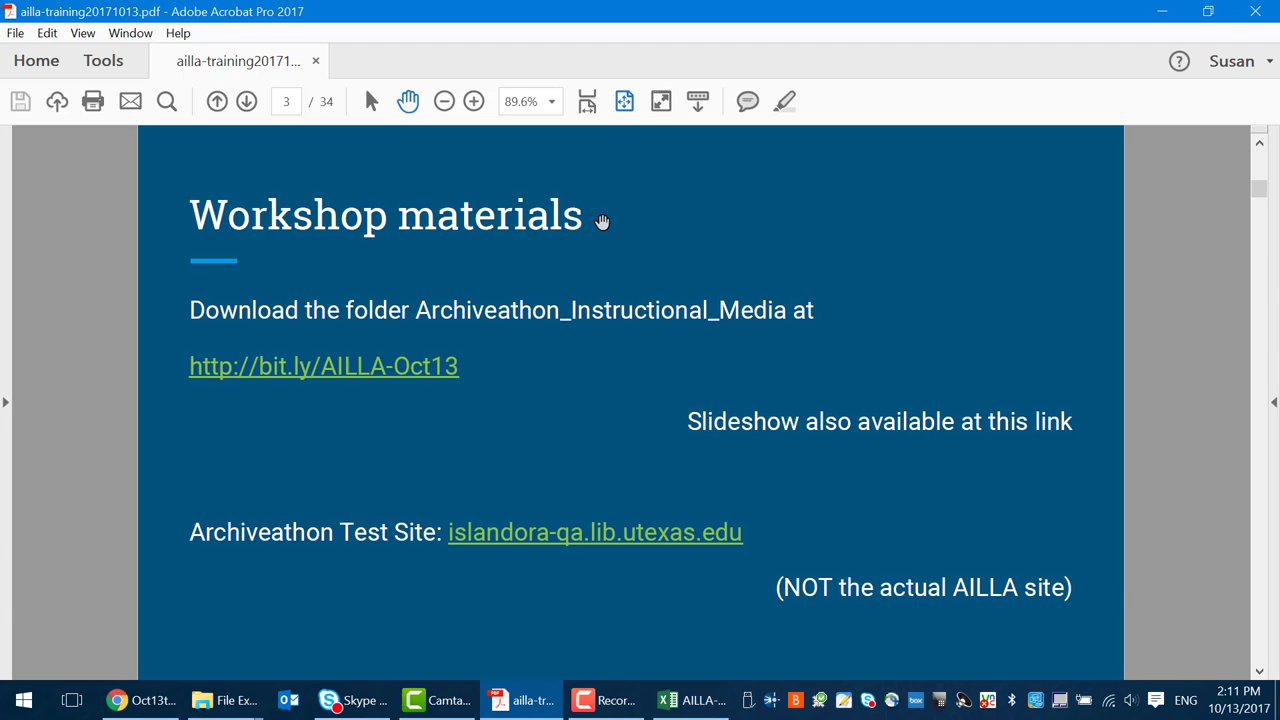 ailla-training20171013.pdf - Adobe Acrobat Pro 2017
File Edit View Window Help
Home Tools ailla-training20171... × ? Susan
3 / 34 89.6%
Workshop materials
Download the folder Archiveathon_Instructional_Media at
http://bit.ly/AILLA-Oct13
Slideshow also available at this link
Archiveathon Test Site: islandora-qa.lib.utexas.edu
(NOT the actual AILLA site)
Oct13t... File Ex... Skype ... Camta... ailla-tr... Recor... AILLA-... ENG
2:11 PM
10/13/2017